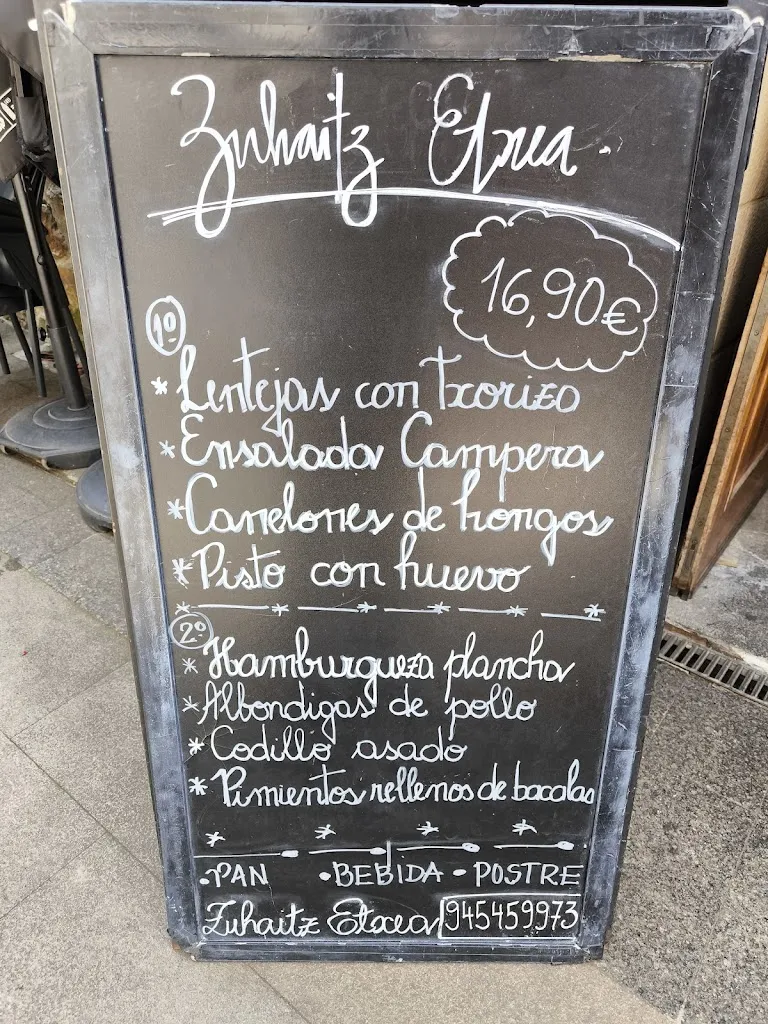 Zuhaitz Etxea.
16,90€
1º
* Lentejas con Txorizo
* Ensalada Campera
* Canelones de hongos
* Pisto con huevo
2º
* Hamburgueza plancha
* Albondigas de pollo
* Codillo asado
* Pimientos rellenos de bacalao
• PAN • BEBIDA • POSTRE
Zuhaitz Etxea 945459973